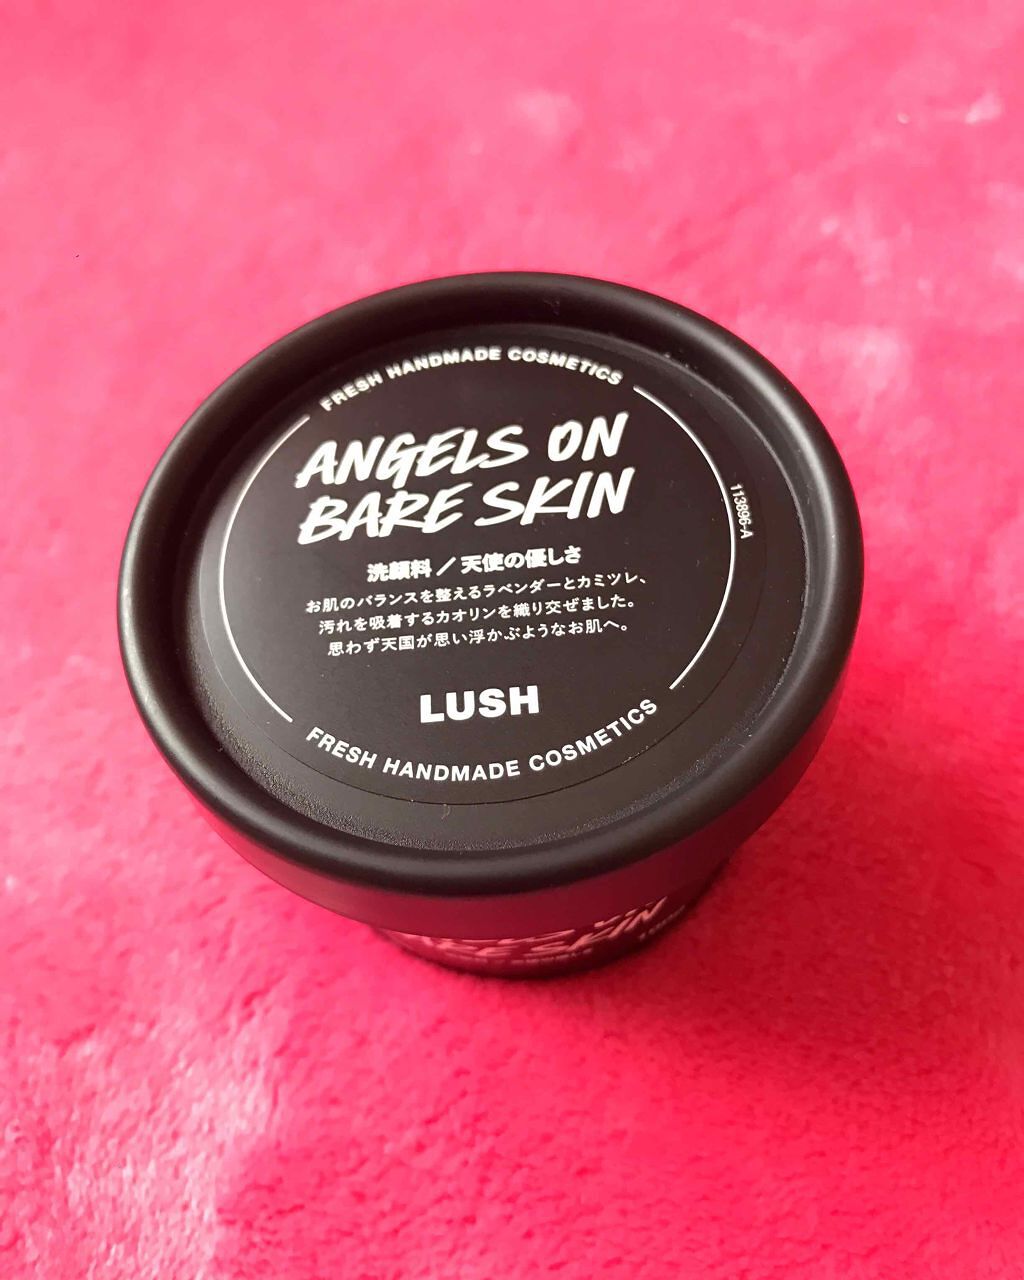 FRESH HANDMADE COSMETICS
ANGELS ON
BARE SKIN
洗顔料／天使の優しさ
お肌のバランスを整えるラベンダーとカミツレ、
汚れを吸着するカオリンを織り交ぜました。
思わず天国が思い浮かぶようなお肌へ。
LUSH
FRESH HANDMADE COSMETICS
113896-A
SKIN